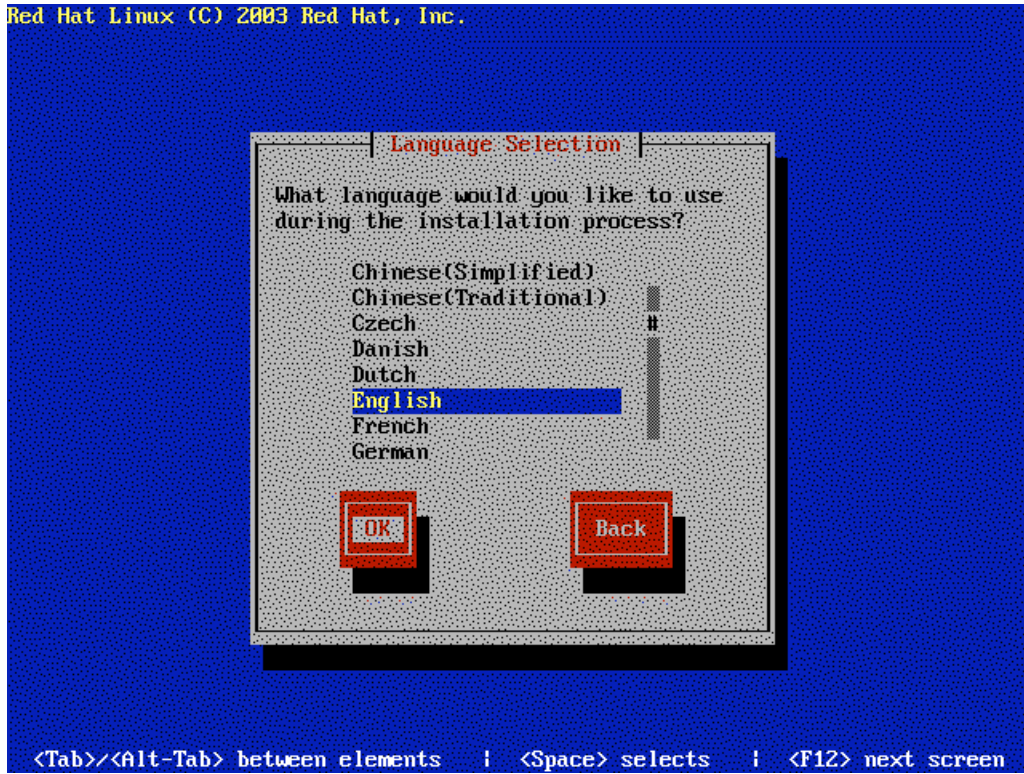 Red Hat Linux (C) 2003 Red Hat, Inc.
Language Selection
What language would you like to use
during the installation process?
Chinese(Simplified)
Chinese(Traditional)
Czech
#
Danish
Dutch
English
French
German
OK
Back
<Tab>/<Alt-Tab> between elements | <Space> selects | <F12> next screen